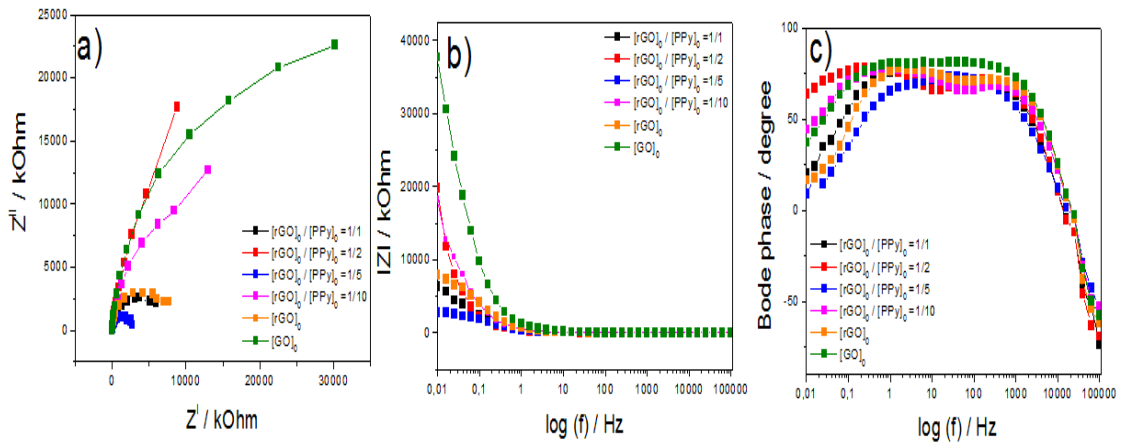 a)
25000
20000
15000
10000
5000
0
Z^II / kOhm
[rGO]₀ / [PPy]₀ =1/1
[rGO]₀ / [PPy]₀ =1/2
[rGO]₀ / [PPy]₀ =1/5
[rGO]₀ / [PPy]₀ =1/10
[rGO]₀
[GO]₀
0 10000 20000 30000
Z^I / kOhm
b)
40000
30000
20000
10000
0
IZI / kOhm
[rGO]₀ / [PPy]₀ =1/1
[rGO]₀ / [PPy]₀ =1/2
[rGO]₀ / [PPy]₀ =1/5
[rGO]₀ / [PPy]₀ =1/10
[rGO]₀
[GO]₀
0,01 0,1 1 10 100 1000 10000 100000
log (f) / Hz
c)
100
50
0
-50
Bode phase / degree
[rGO]₀ / [PPy]₀ =1/1
[rGO]₀ / [PPy]₀ =1/2
[rGO]₀ / [PPy]₀ =1/5
[rGO]₀ / [PPy]₀ =1/10
[rGO]₀
[GO]₀
0,01 0,1 1 10 100 1000 10000 100000
log (f) / Hz